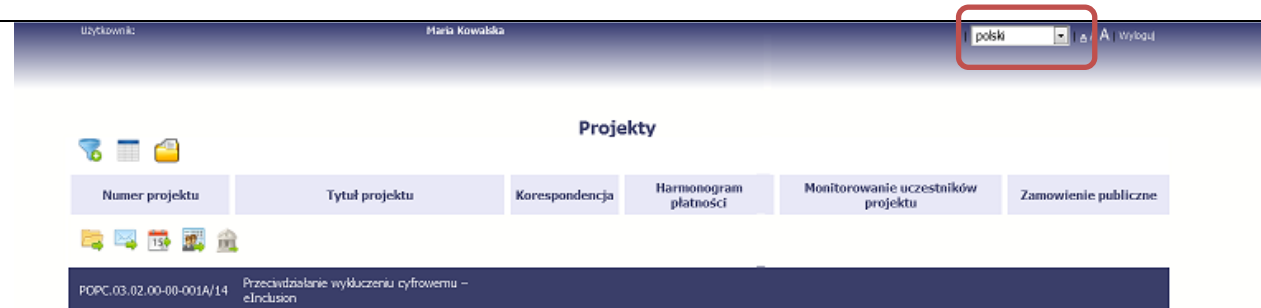 Użytkownik: Maria Kowalska | polski | A A A | Wyloguj
Projekty
Numer projektu Tytuł projektu Korespondencja Harmonogram płatności Monitorowanie uczestników projektu Zamowienie publiczne
15
POPC.03.02.00-00-001A/14 Przeciwdziałanie wykluczeniu cyfrowemu –
eInclusion